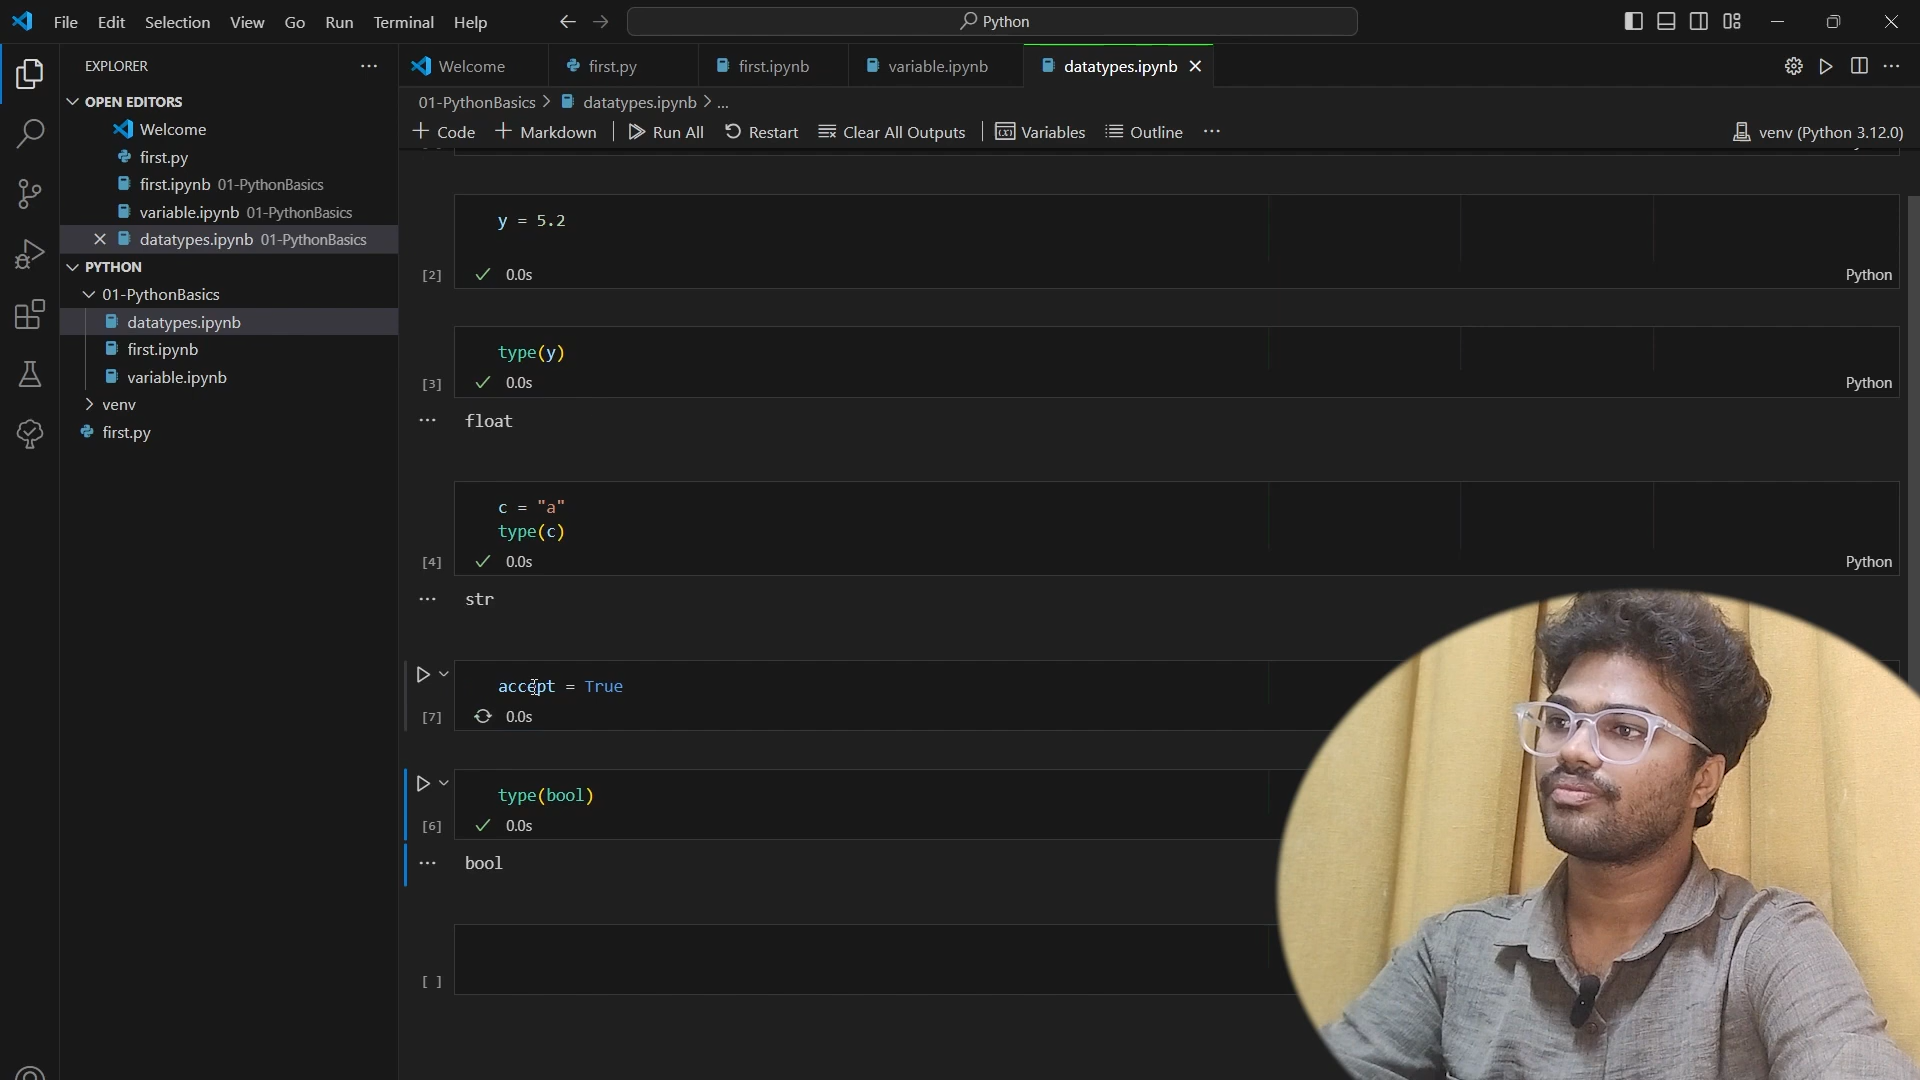 File Edit Selection View Go Run Terminal Help
Python
EXPLORER
OPEN EDITORS
Welcome
first.py
first.ipynb 01-PythonBasics
variable.ipynb 01-PythonBasics
datatypes.ipynb 01-PythonBasics
PYTHON
01-PythonBasics
datatypes.ipynb
first.ipynb
variable.ipynb
venv
first.py
Welcome first.py first.ipynb variable.ipynb datatypes.ipynb
01-PythonBasics > datatypes.ipynb > ...
+ Code + Markdown Run All Restart Clear All Outputs Variables Outline ... venv (Python 3.12.0)
y = 5.2
[2] 0.0s Python
type(y)
[3] 0.0s Python
float
c = "a"
type(c)
[4] 0.0s Python
str
accept = True
[7] 0.0s
type(bool)
[6] 0.0s
bool
[ ]